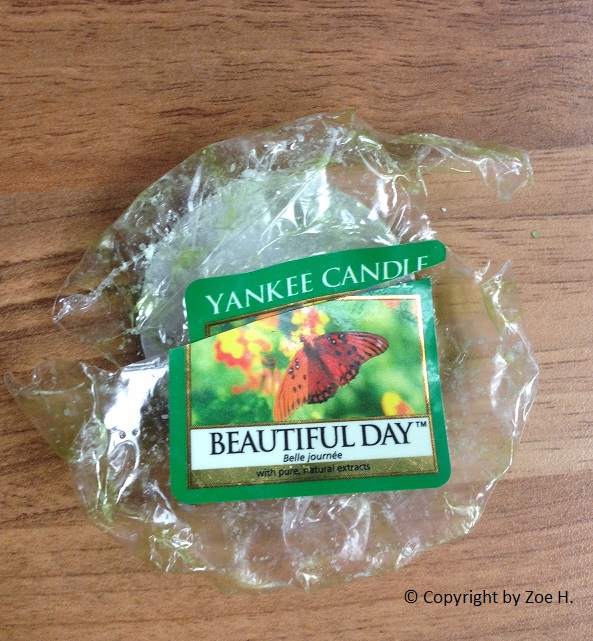 YANKEE CANDLE
BEAUTIFUL DAY™
Belle journée
with pure, natural extracts
© Copyright by Zoe H.